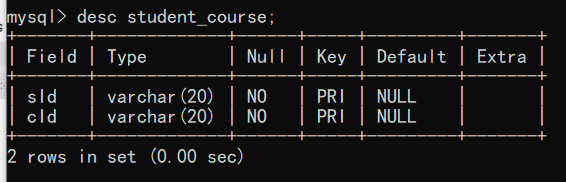 mysql> desc student_course;
+-------+-------------+------+-----+---------+-------+
| Field | Type        | Null | Key | Default | Extra |
+-------+-------------+------+-----+---------+-------+
| sId   | varchar(20) | NO   | PRI | NULL    |       |
| cId   | varchar(20) | NO   | PRI | NULL    |       |
+-------+-------------+------+-----+---------+-------+
2 rows in set (0.00 sec)